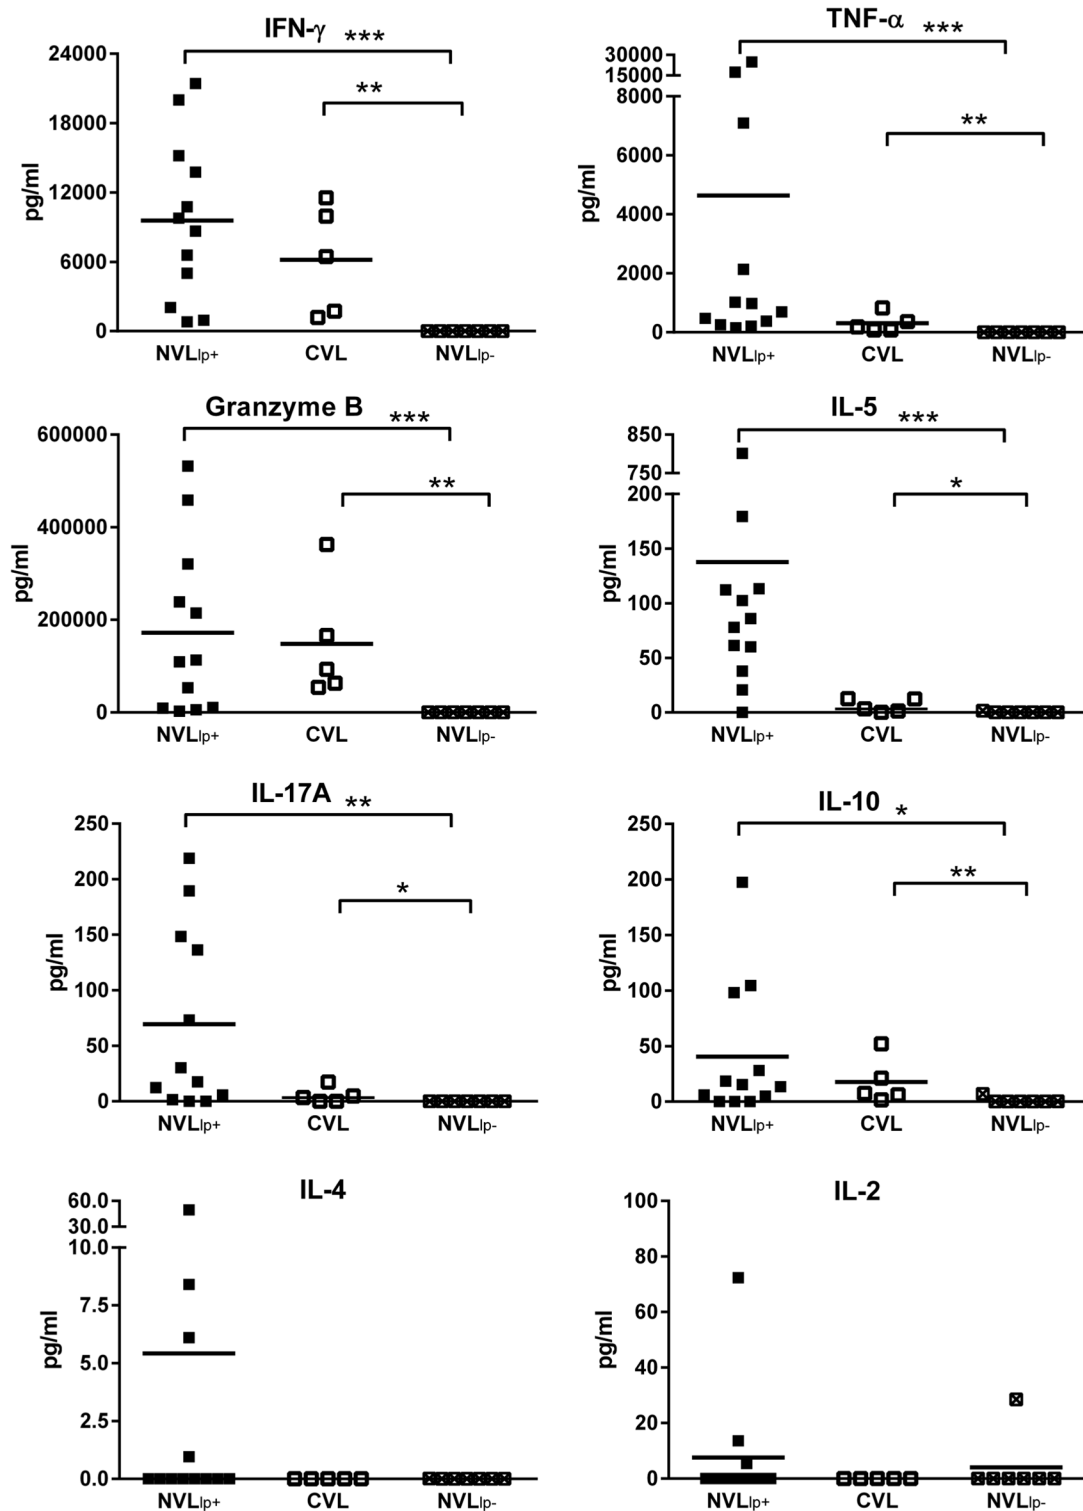 IFN-γ ***
**
24000
18000
12000
6000
0
pg/ml
NVLlp+ CVL NVLlp-
TNF-α ***
**
30000
15000
8000
6000
4000
2000
0
pg/ml
NVLlp+ CVL NVLlp-
Granzyme B ***
**
600000
400000
200000
0
pg/ml
NVLlp+ CVL NVLlp-
IL-5 ***
*
850
750
200
150
100
50
0
pg/ml
NVLlp+ CVL NVLlp-
IL-17A **
*
250
200
150
100
50
0
pg/ml
NVLlp+ CVL NVLlp-
IL-10 *
**
250
200
150
100
50
0
pg/ml
NVLlp+ CVL NVLlp-
IL-4
60.0
30.0
10.0
7.5
5.0
2.5
0.0
pg/ml
NVLlp+ CVL NVLlp-
IL-2
100
80
60
40
20
0
pg/ml
NVLlp+ CVL NVLlp-